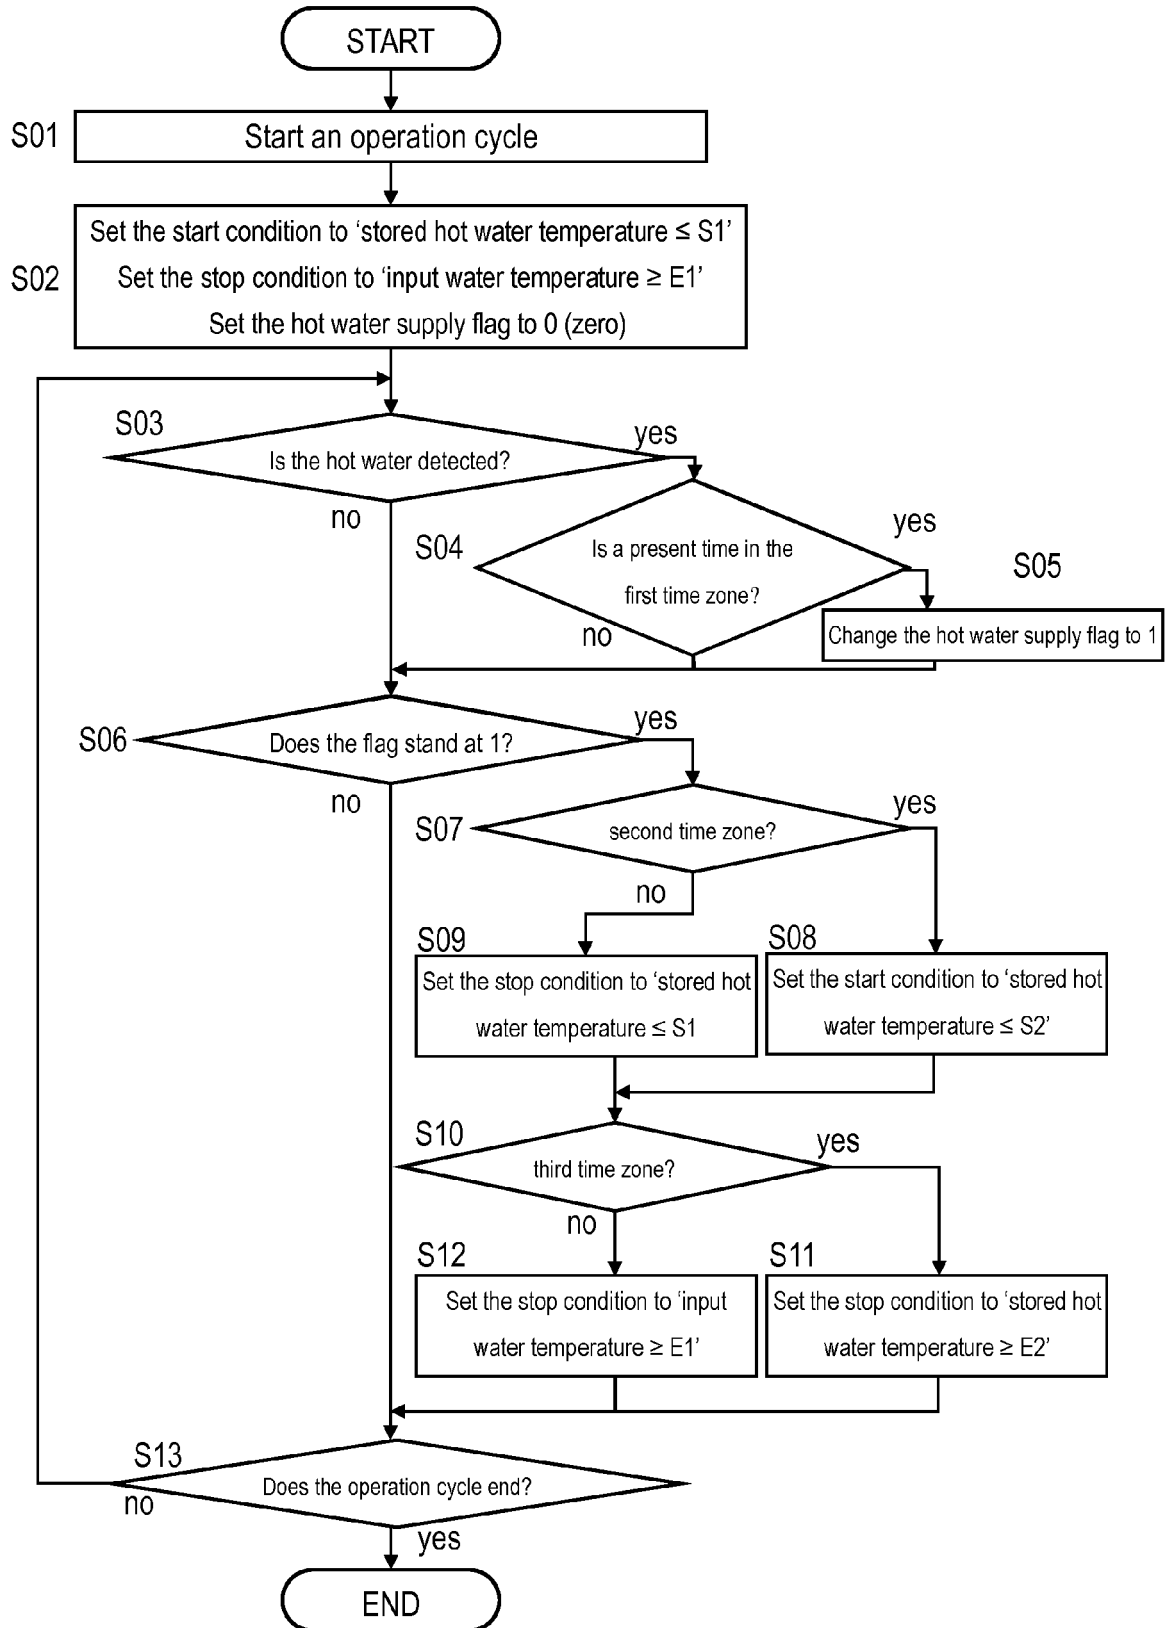 START
S01
Start an operation cycle
S02
Set the start condition to ‘stored hot water temperature ≤ S1’
Set the stop condition to ‘input water temperature ≥ E1’
Set the hot water supply flag to 0 (zero)
S03
Is the hot water detected?
yes
no
S04
Is a present time in the
first time zone?
yes
no
S05
Change the hot water supply flag to 1
S06
Does the flag stand at 1?
yes
no
S07
second time zone?
yes
no
S09
Set the stop condition to ‘stored hot
water temperature ≤ S1
S08
Set the start condition to ‘stored hot
water temperature ≤ S2’
S10
third time zone?
yes
no
S12
Set the stop condition to ‘input
water temperature ≥ E1’
S11
Set the stop condition to ‘stored hot
water temperature ≥ E2’
S13
Does the operation cycle end?
no
yes
END